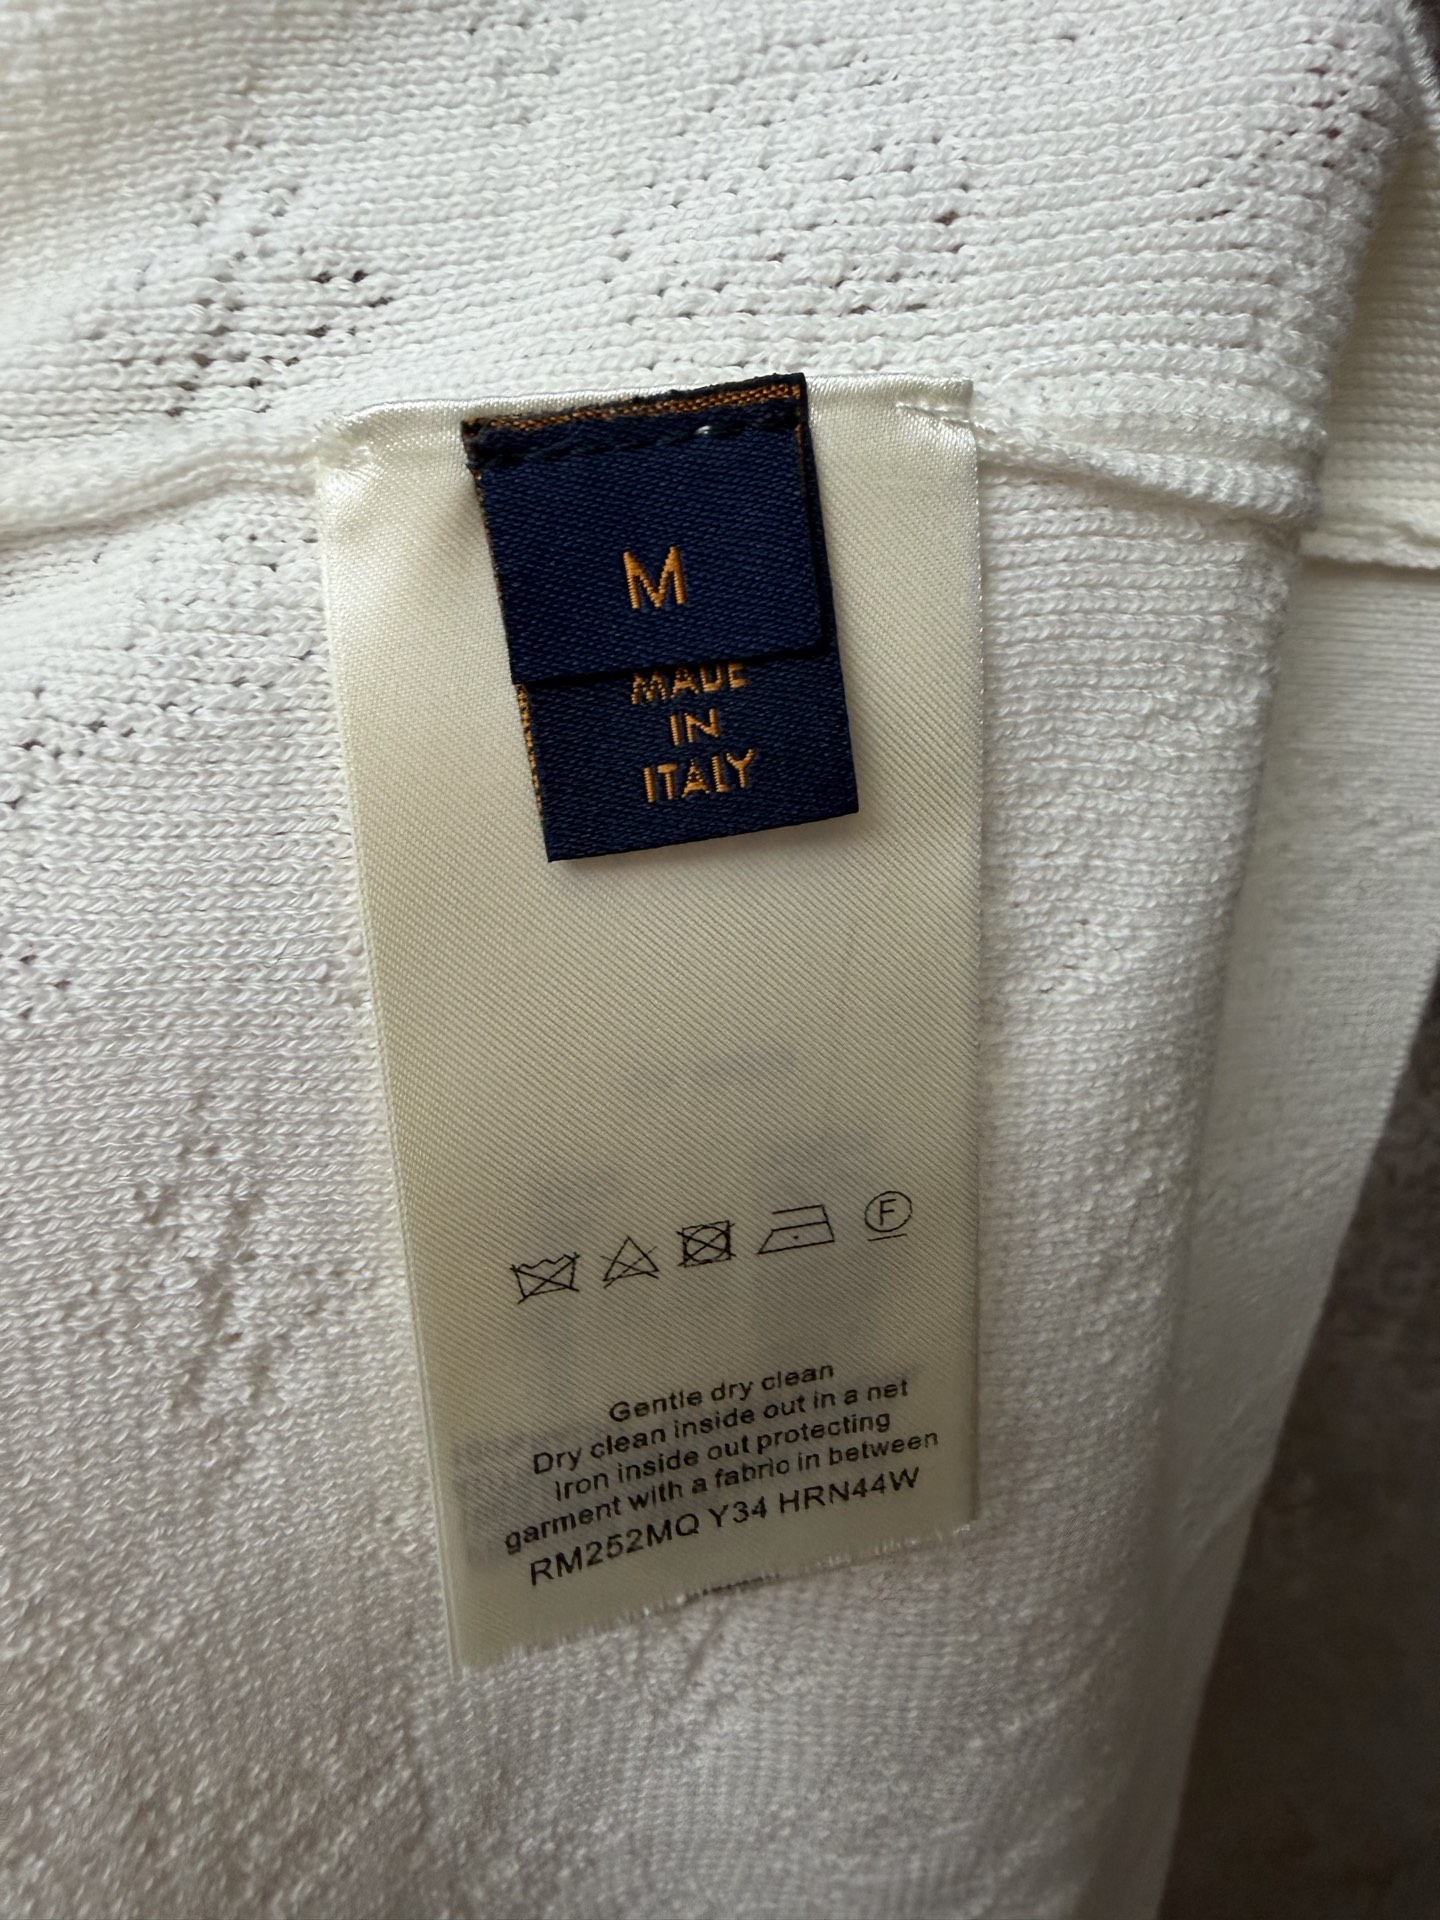 M
MADE
IN
ITALY
F
Gentle dry clean
Dry clean inside out in a net
Iron inside out protecting
garment with a fabric in between
RM252MQ Y34 HRN44W